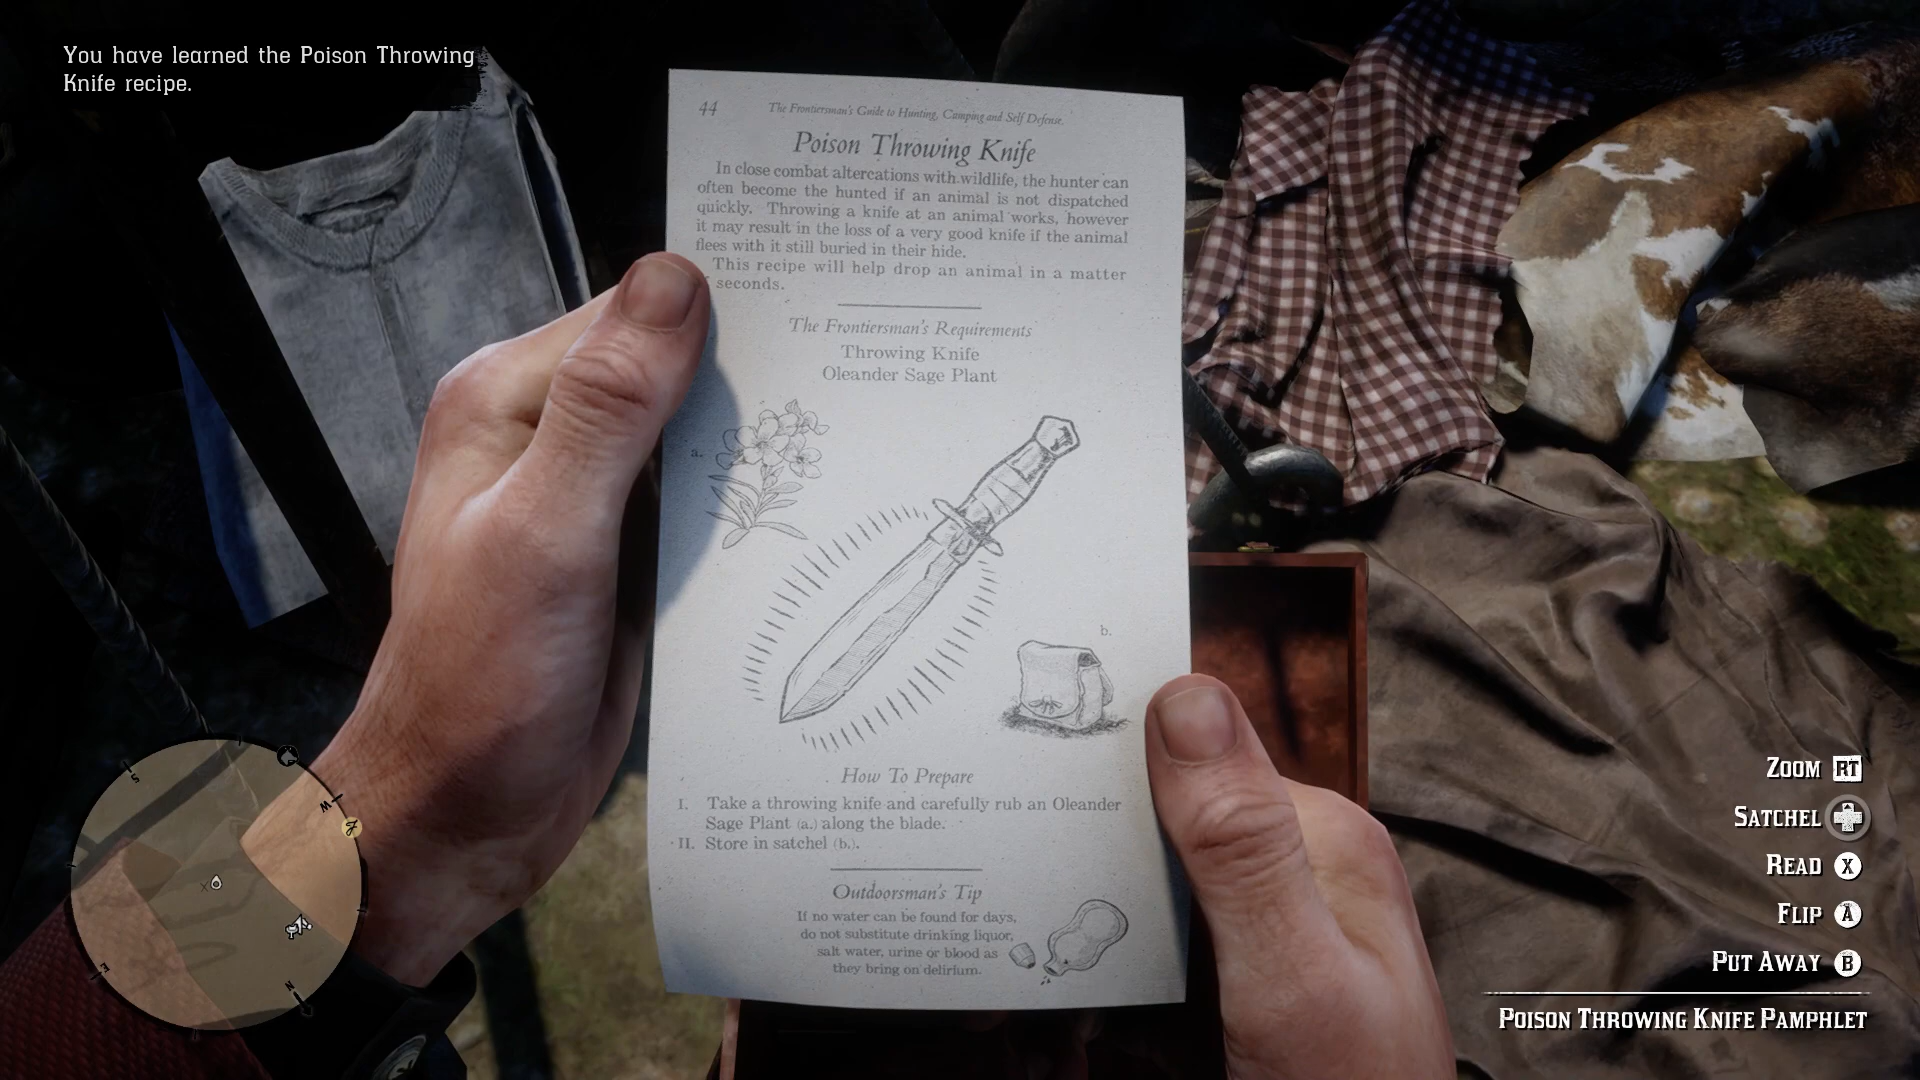 You have learned the Poison Throwing
Knife recipe.
44
The Frontiersman's Guide to Hunting, Camping and Self Defense.
Poison Throwing Knife
In close combat altercations with wildlife, the hunter can
often become the hunted if an animal is not dispatched
quickly. Throwing a knife at an animal works, however
it may result in the loss of a very good knife if the animal
flees with it still buried in their hide.
This recipe will help drop an animal in a matter
seconds.
The Frontiersman's Requirements
Throwing Knife
Oleander Sage Plant
a.
b.
How To Prepare
I. Take a throwing knife and carefully rub an Oleander
Sage Plant (a.) along the blade.
II. Store in satchel (b.).
Outdoorsman's Tip
If no water can be found for days,
do not substitute drinking liquor,
salt water, urine or blood as
they bring on delirium.
S
W
E
N
ZOOM RT
SATCHEL
READ X
FLIP A
PUT AWAY B
POISON THROWING KNIFE PAMPHLET